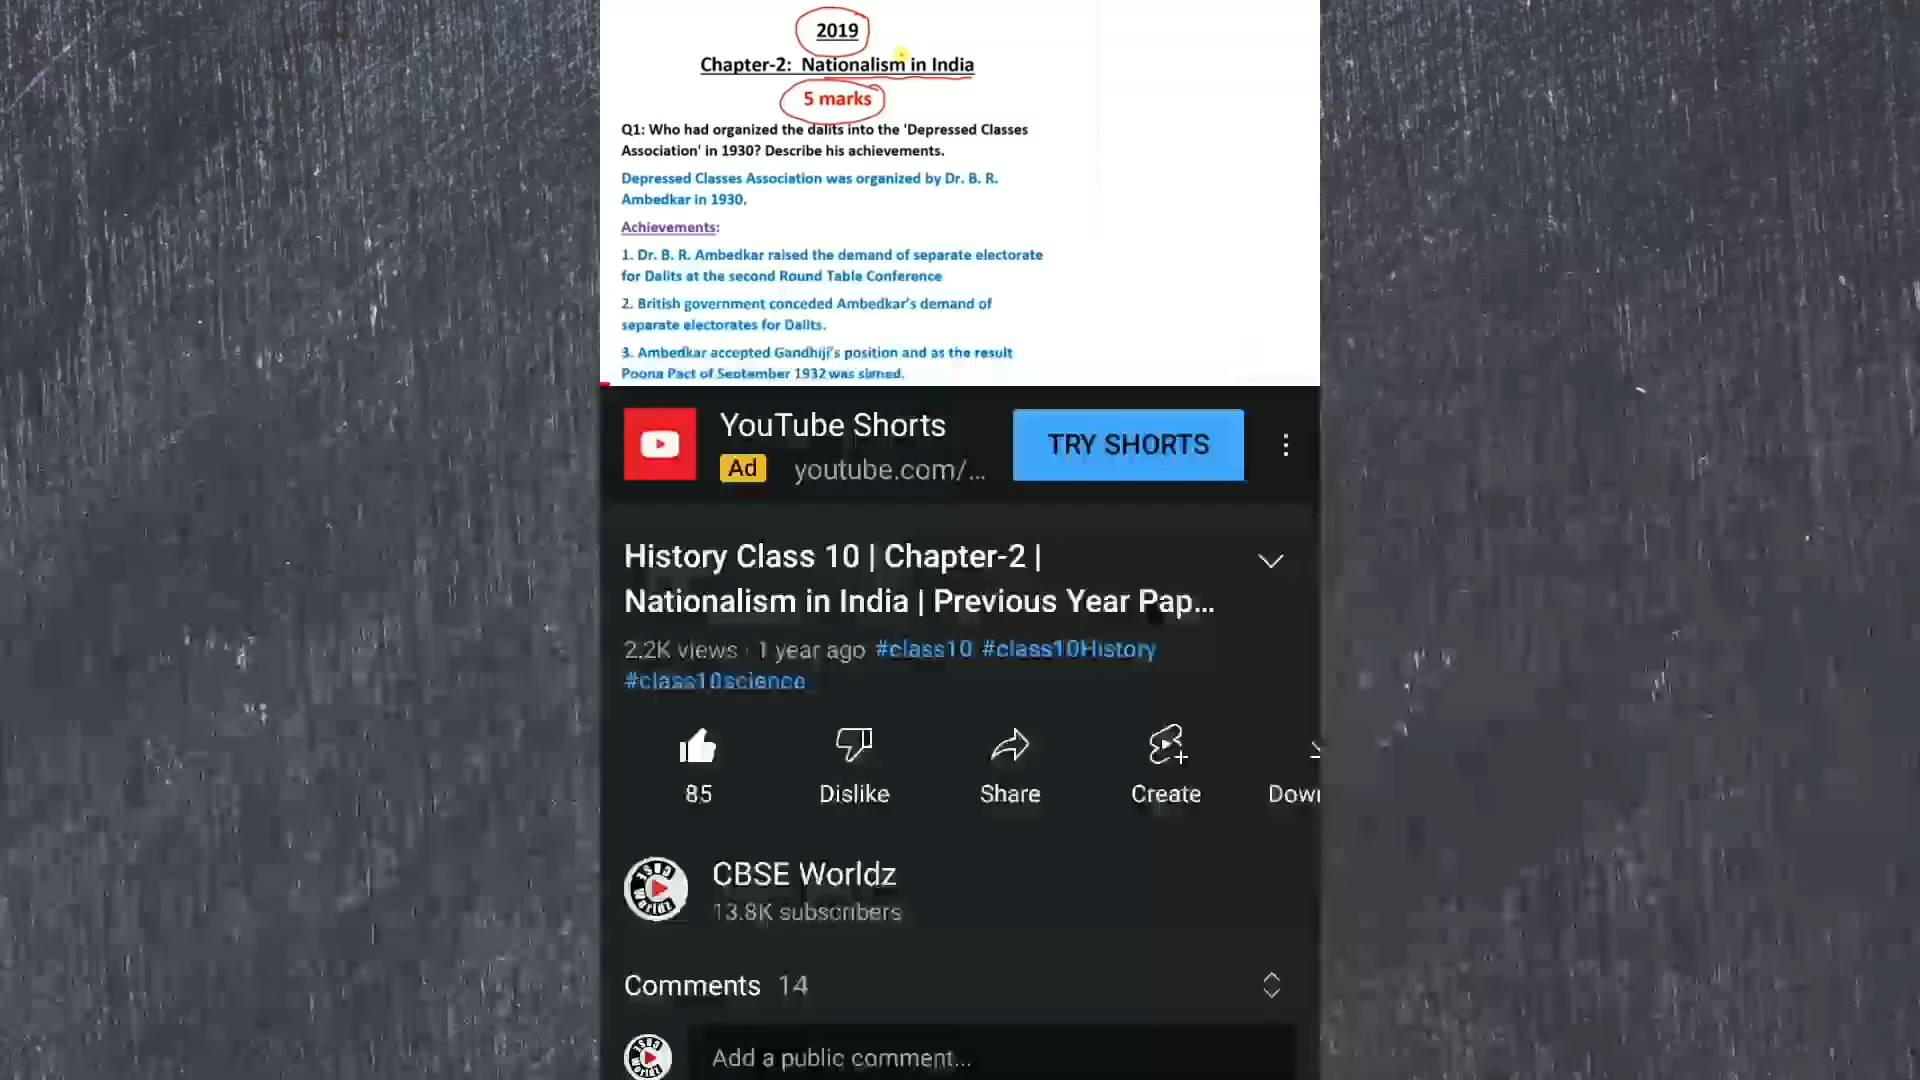 2019
Chapter-2: Nationalism in India
5 marks
Q1: Who had organized the dalits into the 'Depressed Classes
Association' in 1930? Describe his achievements.
Depressed Classes Association was organized by Dr. B. R.
Ambedkar in 1930.
Achievements:
1. Dr. B. R. Ambedkar raised the demand of separate electorate
for Dalits at the second Round Table Conference
2. British government conceded Ambedkar's demand of
separate electorates for Dalits.
3. Ambedkar accepted Gandhiji's position and as the result
Poona Pact of September 1932 was signed.
YouTube Shorts
Ad youtube.com/...
TRY SHORTS
History Class 10 | Chapter-2 |
Nationalism in India | Previous Year Pap...
2.2K views · 1 year ago #class10 #class10History
#class10science
85 Dislike Share Create Down
CBSE Worldz
13.8K subscribers
Comments 14
Add a public comment...